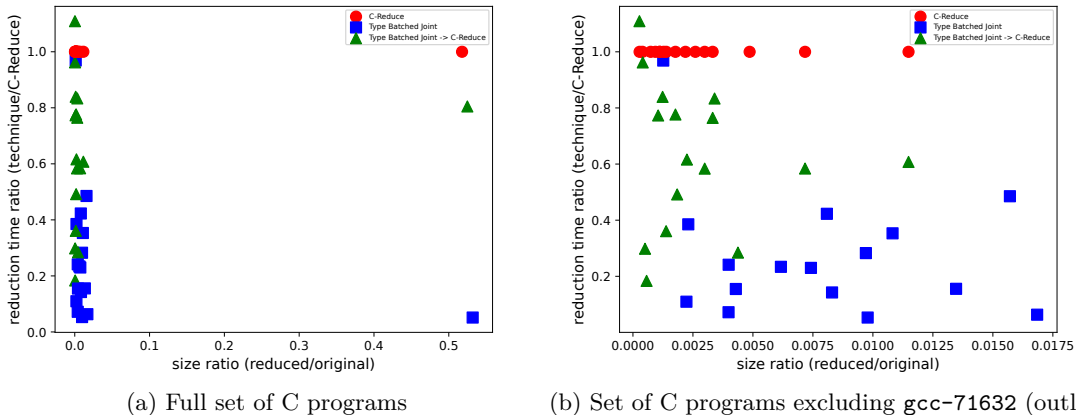 C-Reduce
Type Batched Joint
Type Batched Joint -> C-Reduce
reduction time ratio (technique/C-Reduce)
1.0
0.8
0.6
0.4
0.2
0.0
0.0 0.1 0.2 0.3 0.4 0.5
size ratio (reduced/original)
(a) Full set of C programs
C-Reduce
Type Batched Joint
Type Batched Joint -> C-Reduce
reduction time ratio (technique/C-Reduce)
1.0
0.8
0.6
0.4
0.2
0.0000 0.0025 0.0050 0.0075 0.0100 0.0125 0.0150 0.0175
size ratio (reduced/original)
(b) Set of C programs excluding gcc-71632 (outl